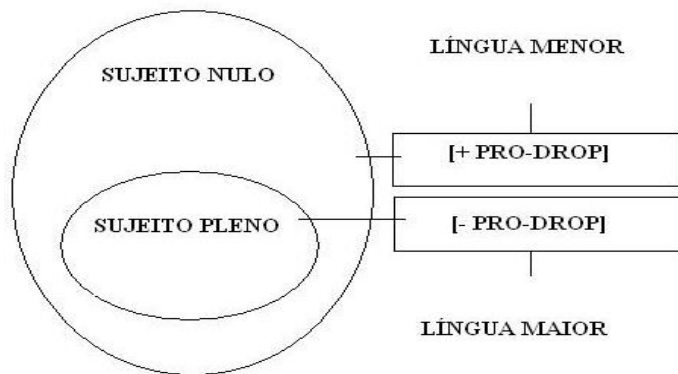 LÍNGUA MENOR
SUJEITO NULO
[+ PRO-DROP]
SUJEITO PLENO
[- PRO-DROP]
LÍNGUA MAIOR